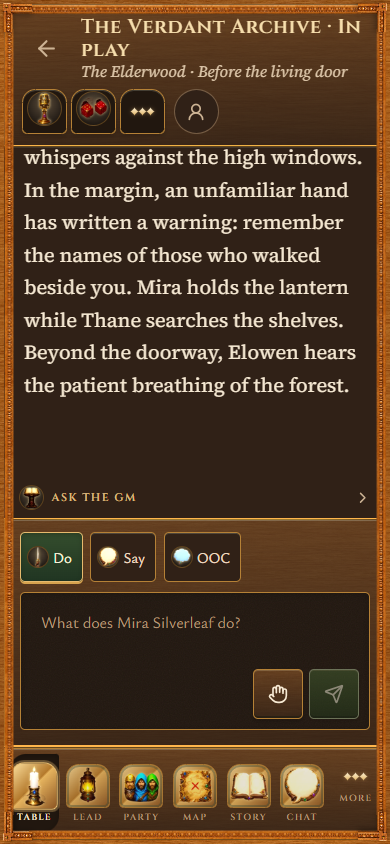 The Verdant Archive · In
play
The Elderwood · Before the living door
whispers against the high windows.
In the margin, an unfamiliar hand
has written a warning: remember
the names of those who walked
beside you. Mira holds the lantern
while Thane searches the shelves.
Beyond the doorway, Elowen hears
the patient breathing of the forest.
ASK THE GM
Do
Say
OOC
What does Mira Silverleaf do?
TABLE
LEAD
PARTY
MAP
STORY
CHAT
MORE